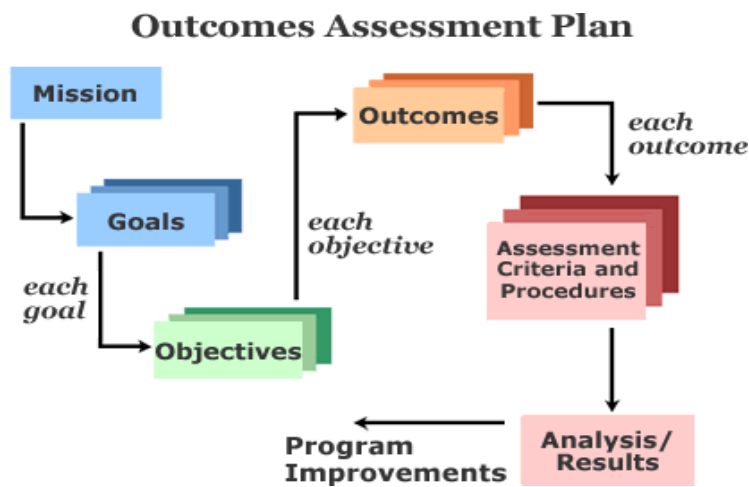 Outcomes Assessment Plan
Mission
Goals
each
goal
Objectives
each
objective
Outcomes
each
outcome
Assessment
Criteria and
Procedures
Analysis/
Results
Program
Improvements